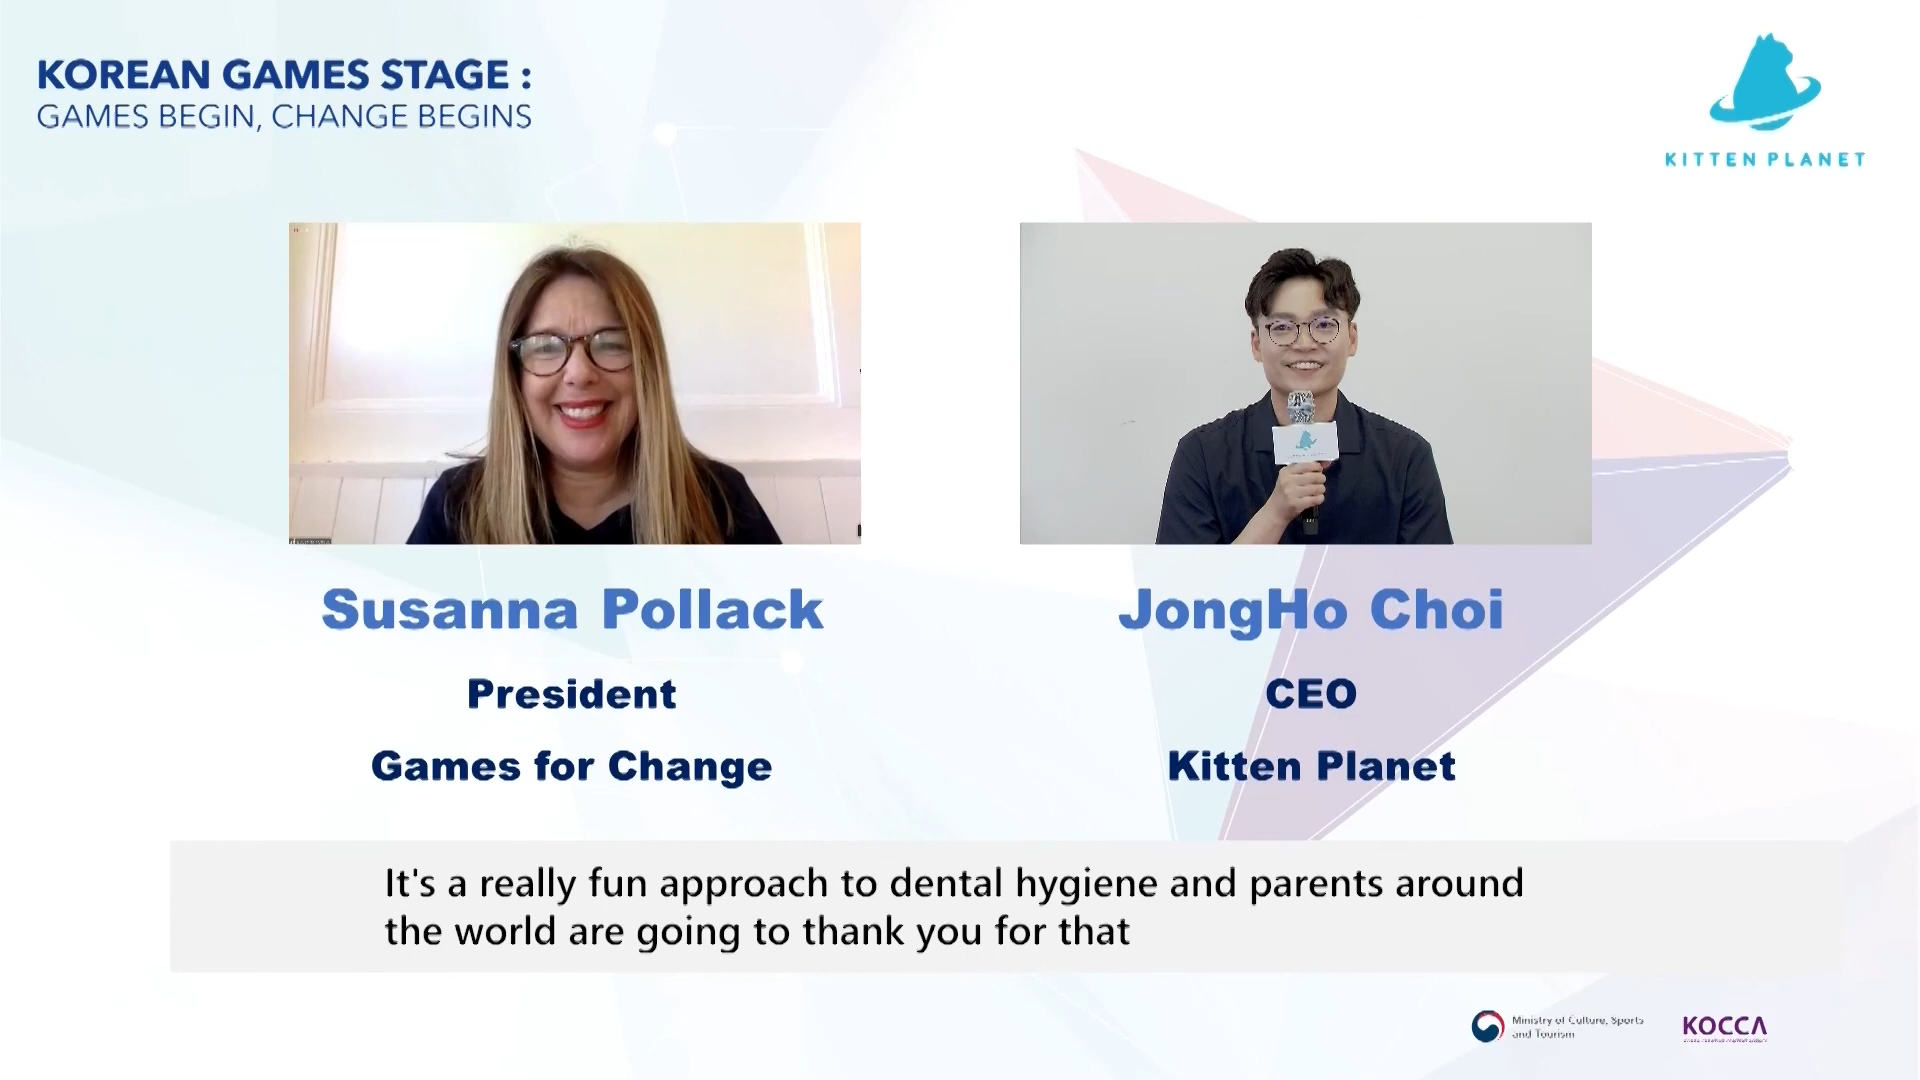 KOREAN GAMES STAGE :
GAMES BEGIN, CHANGE BEGINS
KITTEN PLANET
Susanna Pollack
President
Games for Change
JongHo Choi
CEO
Kitten Planet
It's a really fun approach to dental hygiene and parents around
the world are going to thank you for that
Ministry of Culture, Sports
and Tourism
KOCCA